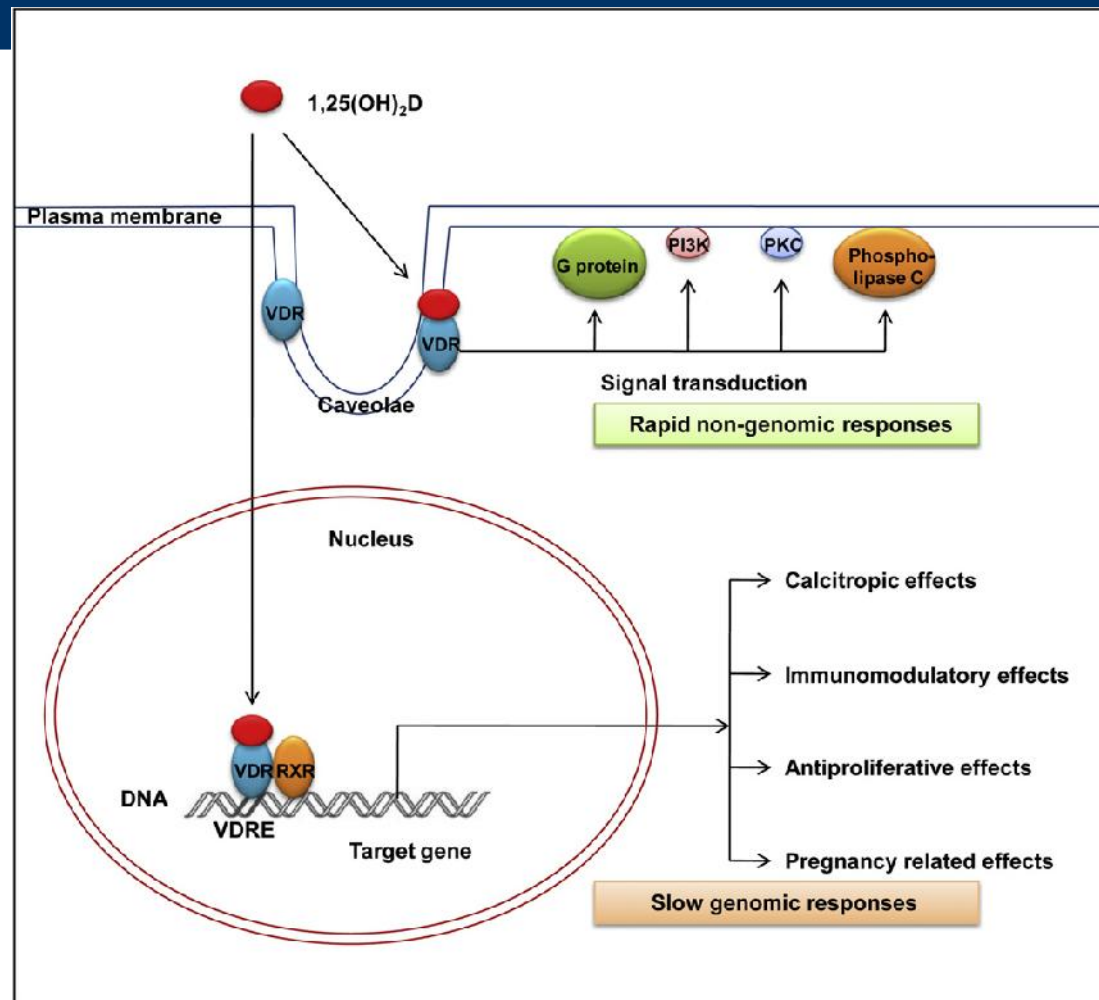 1,25(OH)₂D
Plasma membrane
G protein
PI3K
PKC
Phospho-
lipase C
VDR
VDR
Caveolae
Signal transduction
Rapid non-genomic responses
Nucleus
Calcitropic effects
Immunomodulatory effects
VDR
RXR
Antiproliferative effects
DNA
VDRE
Target gene
Pregnancy related effects
Slow genomic responses